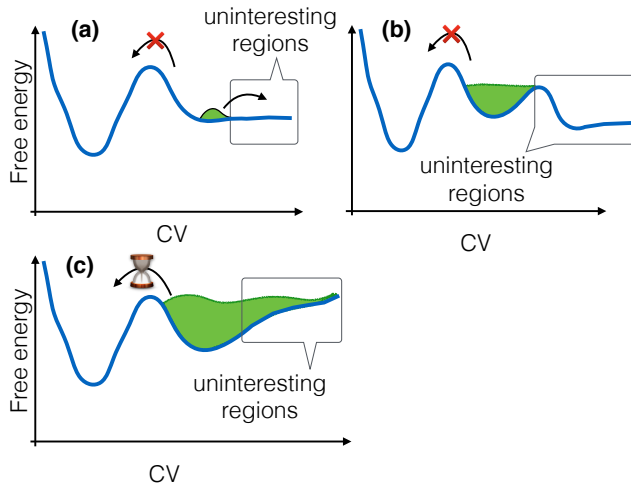 (a)
uninteresting
regions
Free energy
CV
(b)
uninteresting
regions
CV
(c)
Free energy
uninteresting
regions
CV